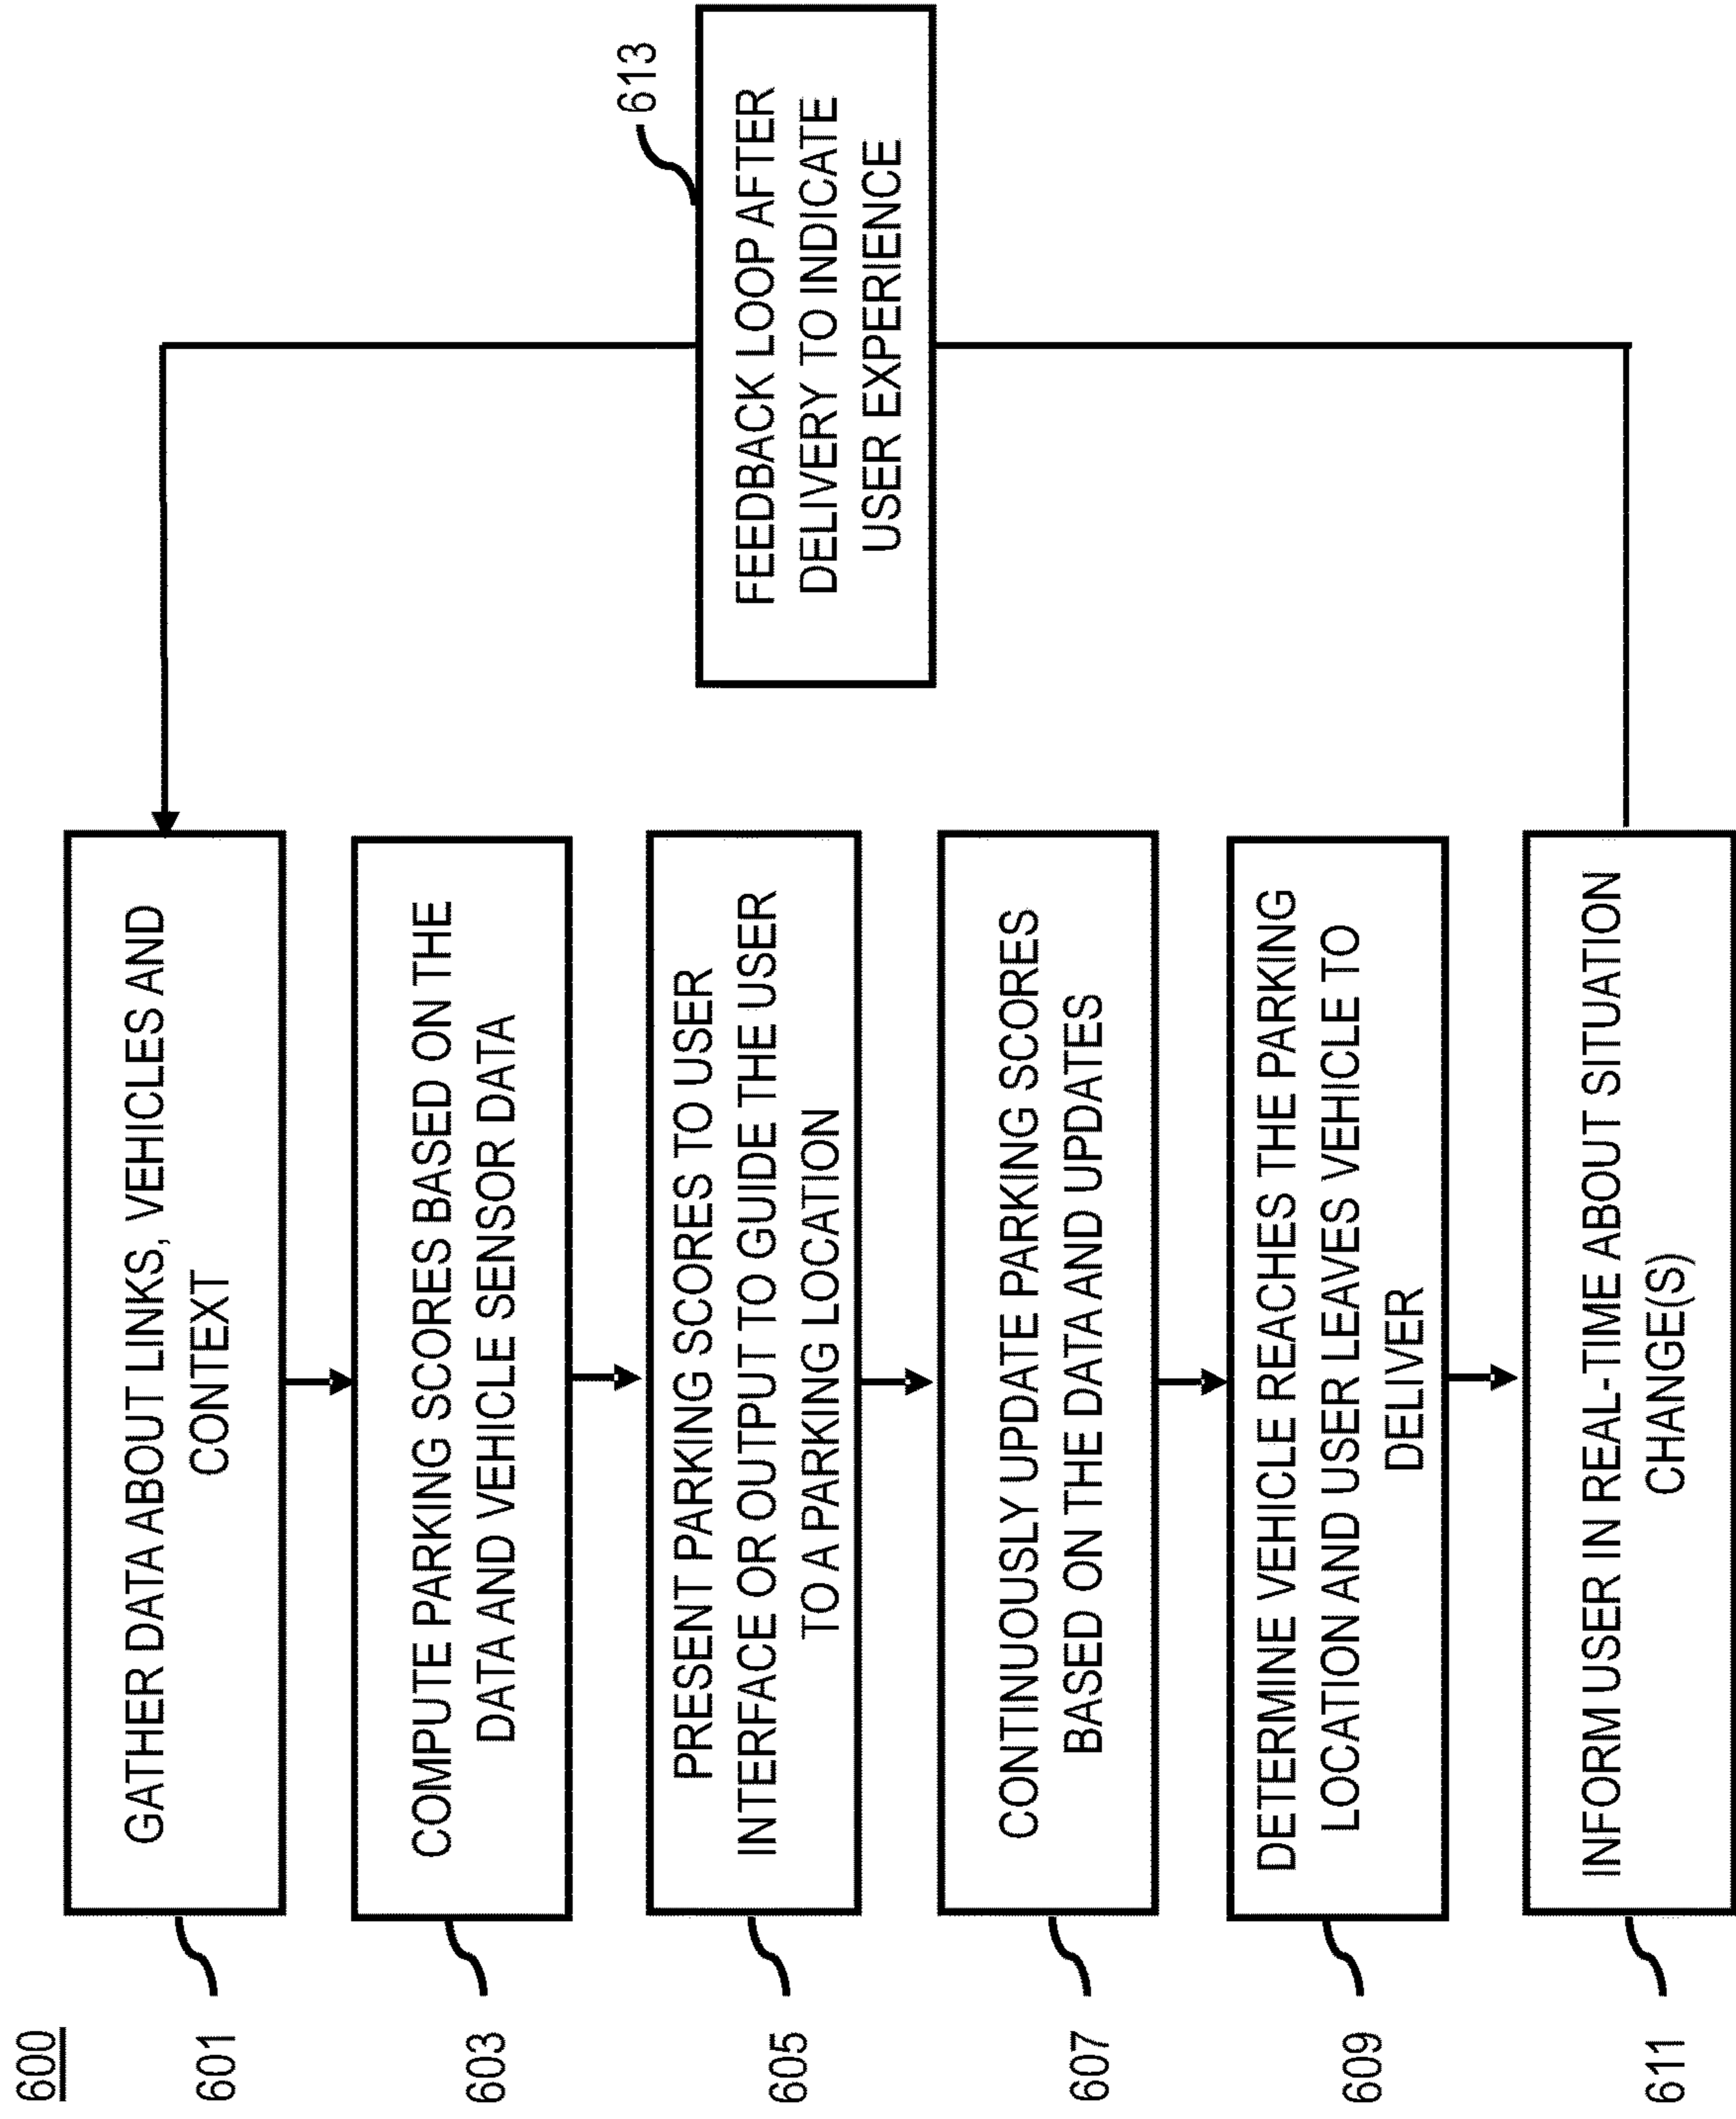 600
601
GATHER DATA ABOUT LINKS, VEHICLES AND
CONTEXT
603
COMPUTE PARKING SCORES BASED ON THE
DATA AND VEHICLE SENSOR DATA
605
PRESENT PARKING SCORES TO USER
INTERFACE OR OUTPUT TO GUIDE THE USER
TO A PARKING LOCATION
607
CONTINUOUSLY UPDATE PARKING SCORES
BASED ON THE DATA AND UPDATES
609
DETERMINE VEHICLE REACHES THE PARKING
LOCATION AND USER LEAVES VEHICLE TO
DELIVER
611
INFORM USER IN REAL-TIME ABOUT SITUATION
CHANGE(S)
613
FEEDBACK LOOP AFTER
DELIVERY TO INDICATE
USER EXPERIENCE